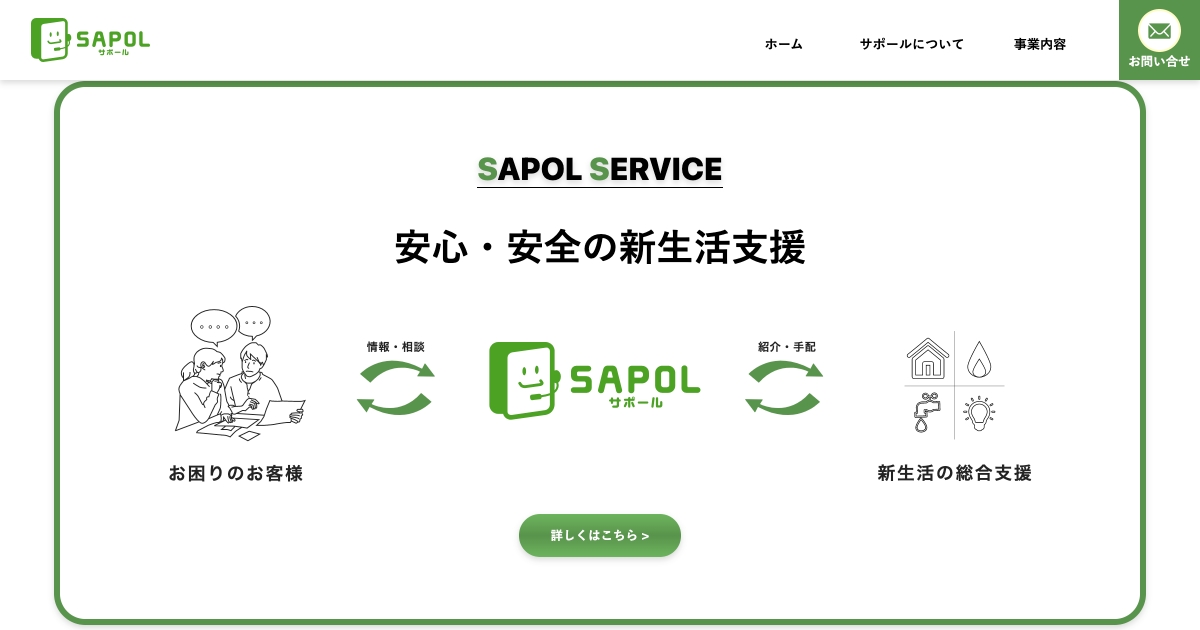 SAPOL
サポール
ホーム
サポールについて
事業内容
お問い合せ
SAPOL SERVICE
安心・安全の新生活支援
情報・相談
紹介・手配
SAPOL
サポール
お困りのお客様
新生活の総合支援
詳しくはこちら >